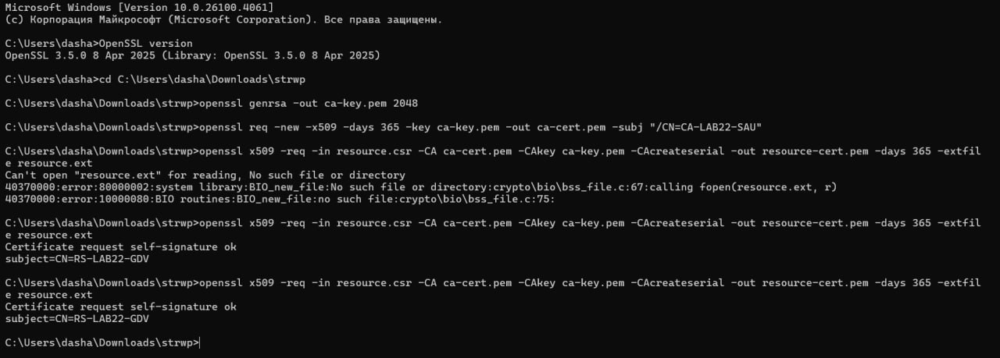 Microsoft Windows [Version 10.0.26100.4061]
(c) Корпорация Майкрософт (Microsoft Corporation). Все права защищены.
C:\Users\dasha>OpenSSL version
OpenSSL 3.5.0 8 Apr 2025 (Library: OpenSSL 3.5.0 8 Apr 2025)
C:\Users\dasha>cd C:\Users\dasha\Downloads\strwp
C:\Users\dasha\Downloads\strwp>openssl genrsa -out ca-key.pem 2048
C:\Users\dasha\Downloads\strwp>openssl req -new -x509 -days 365 -key ca-key.pem -out ca-cert.pem -subj "/CN=CA-LAB22-SAU"
C:\Users\dasha\Downloads\strwp>openssl x509 -req -in resource.csr -CA ca-cert.pem -CAkey ca-key.pem -CAcreateserial -out resource-cert.pem -days 365 -extfil
e resource.ext
Can't open "resource.ext" for reading, No such file or directory
40370000:error:80000002:system library:BIO_new_file:No such file or directory:crypto\bio\bss_file.c:67:calling fopen(resource.ext, r)
40370000:error:10000080:BIO routines:BIO_new_file:no such file:crypto\bio\bss_file.c:75:
C:\Users\dasha\Downloads\strwp>openssl x509 -req -in resource.csr -CA ca-cert.pem -CAkey ca-key.pem -CAcreateserial -out resource-cert.pem -days 365 -extfil
e resource.ext
Certificate request self-signature ok
subject=CN=RS-LAB22-GDV
C:\Users\dasha\Downloads\strwp>openssl x509 -req -in resource.csr -CA ca-cert.pem -CAkey ca-key.pem -CAcreateserial -out resource-cert.pem -days 365 -extfil
e resource.ext
Certificate request self-signature ok
subject=CN=RS-LAB22-GDV
C:\Users\dasha\Downloads\strwp>